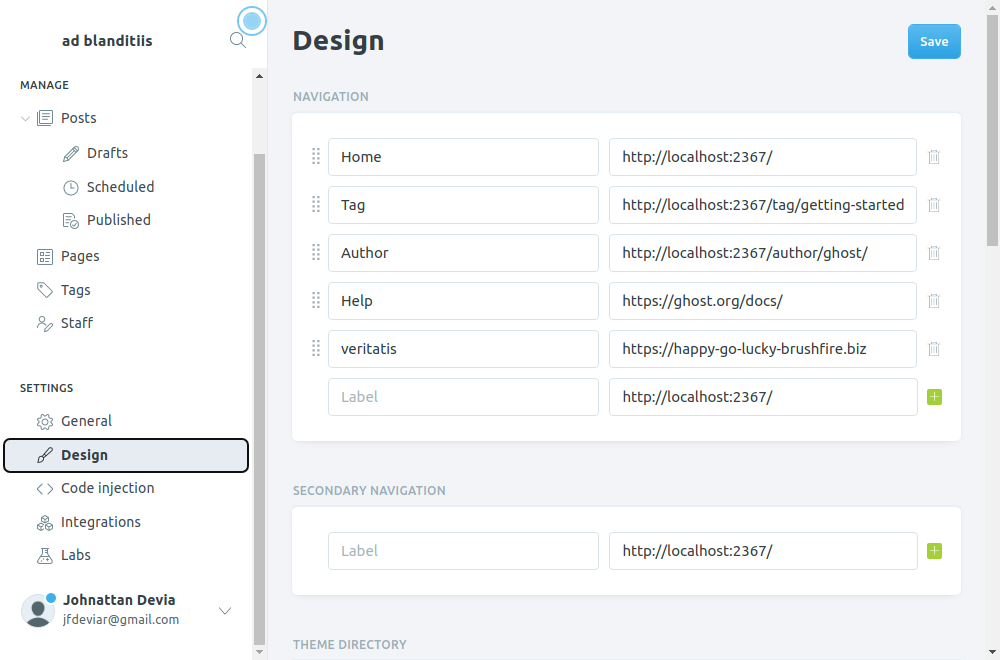 ad blanditiis
MANAGE
Posts
Drafts
Scheduled
Published
Pages
Tags
Staff
SETTINGS
General
Design
Code injection
Integrations
Labs
Johnattan Devia
jfdeviar@gmail.com
Design
Save
NAVIGATION
Home http://localhost:2367/
Tag http://localhost:2367/tag/getting-started
Author http://localhost:2367/author/ghost/
Help https://ghost.org/docs/
veritatis https://happy-go-lucky-brushfire.biz
Label http://localhost:2367/
SECONDARY NAVIGATION
Label http://localhost:2367/
THEME DIRECTORY